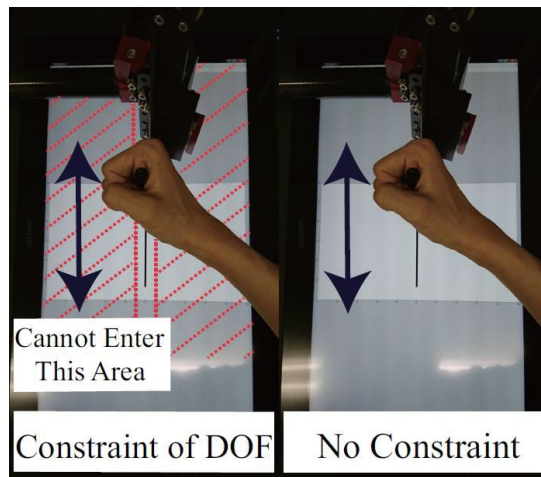 Cannot Enter
This Area
Constraint of DOF
No Constraint